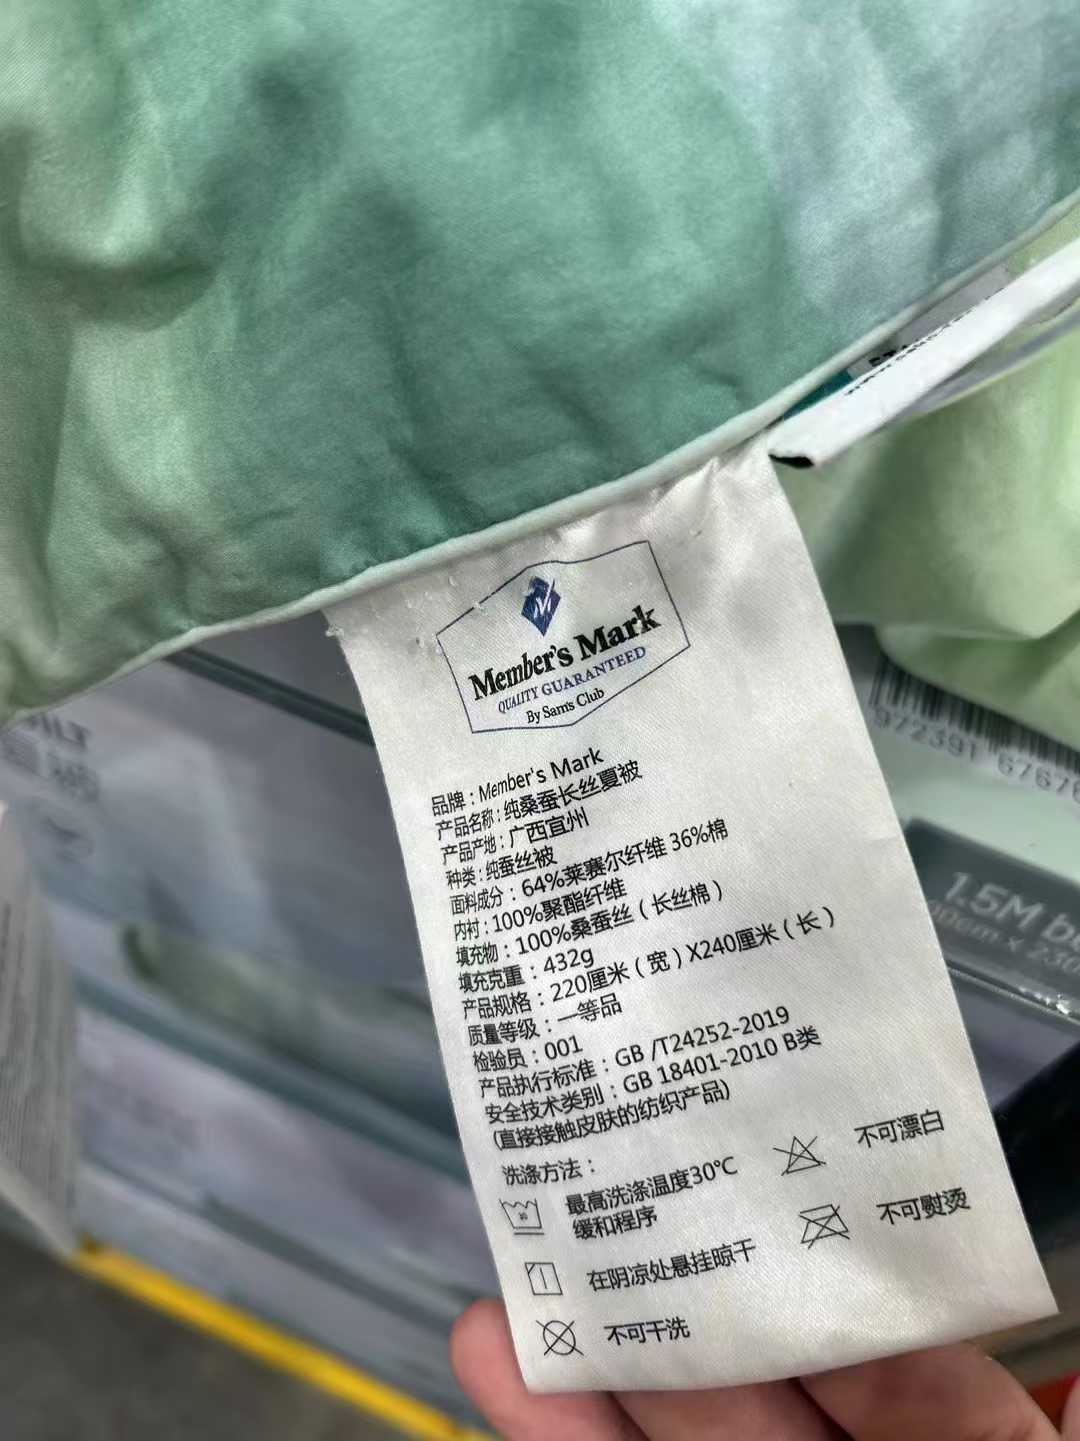 Member's Mark
QUALITY GUARANTEED
By Sam's Club
品牌：Member's Mark
产品名称：纯桑蚕长丝夏被
产品产地：广西宜州
种类：纯蚕丝被
面料成分：64%莱赛尔纤维 36%棉
内衬：100%聚酯纤维
填充物：100%桑蚕丝（长丝棉）
填充克重：432g
产品规格：220厘米（宽）X240厘米（长）
质量等级：一等品
检验员：001
产品执行标准：GB /T24252-2019
安全技术类别：GB 18401-2010 B类
(直接接触皮肤的纺织产品)
洗涤方法：
最高洗涤温度30℃
缓和程序
不可漂白
在阴凉处悬挂晾干
不可熨烫
不可干洗
972391 6767
1.5M